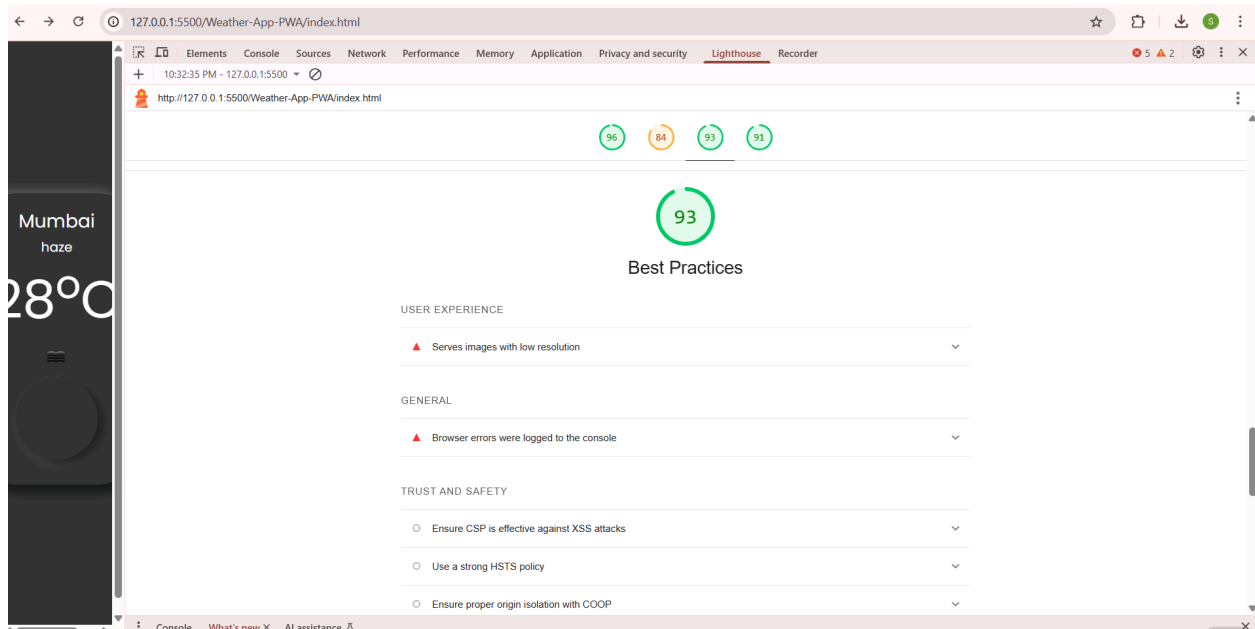 127.0.0.1:5500/Weather-App-PWA/index.html
S
Elements Console Sources Network Performance Memory Application Privacy and security Lighthouse Recorder
5 2
10:32:35 PM - 127.0.0.1:5500
http://127.0.0.1:5500/Weather-App-PWA/index.html
96 84 93 91
Mumbai
haze
28°C
93
Best Practices
USER EXPERIENCE
Serves images with low resolution
GENERAL
Browser errors were logged to the console
TRUST AND SAFETY
Ensure CSP is effective against XSS attacks
Use a strong HSTS policy
Ensure proper origin isolation with COOP
Console What's new AI assistance